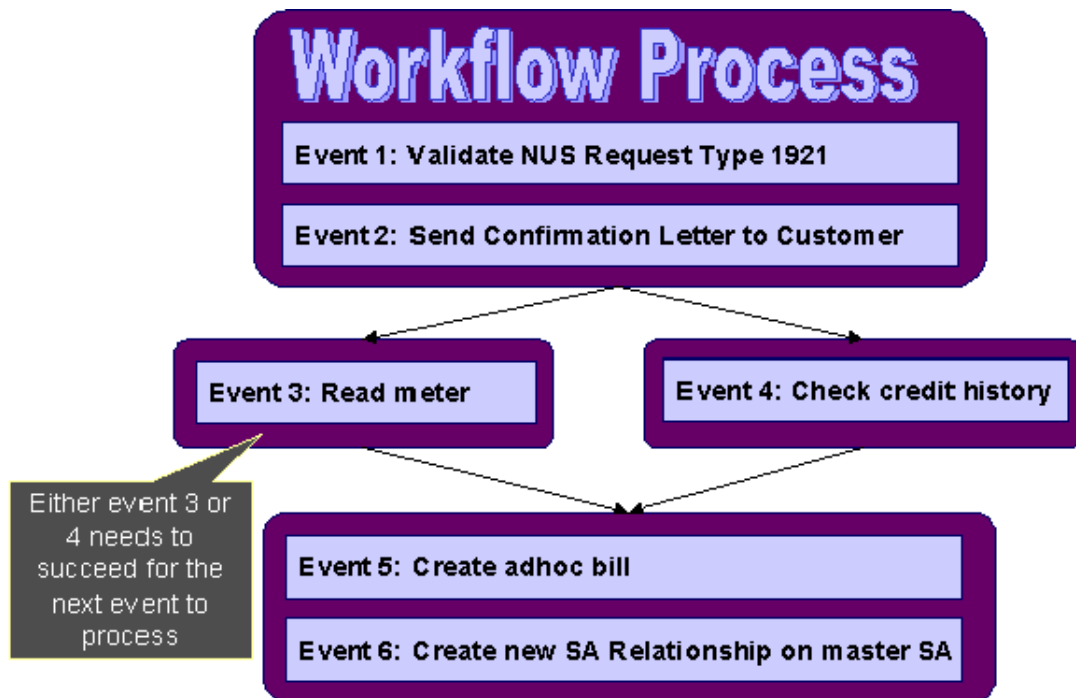 Workflow Process
Event 1: Validate NUS Request Type 1921
Event 2: Send Confirmation Letter to Customer
Event 3: Read meter
Event 4: Check credit history
Either event 3 or
4 needs to
succeed for the
next event to
process
Event 5: Create adhoc bill
Event 6: Create new SA Relationship on master SA